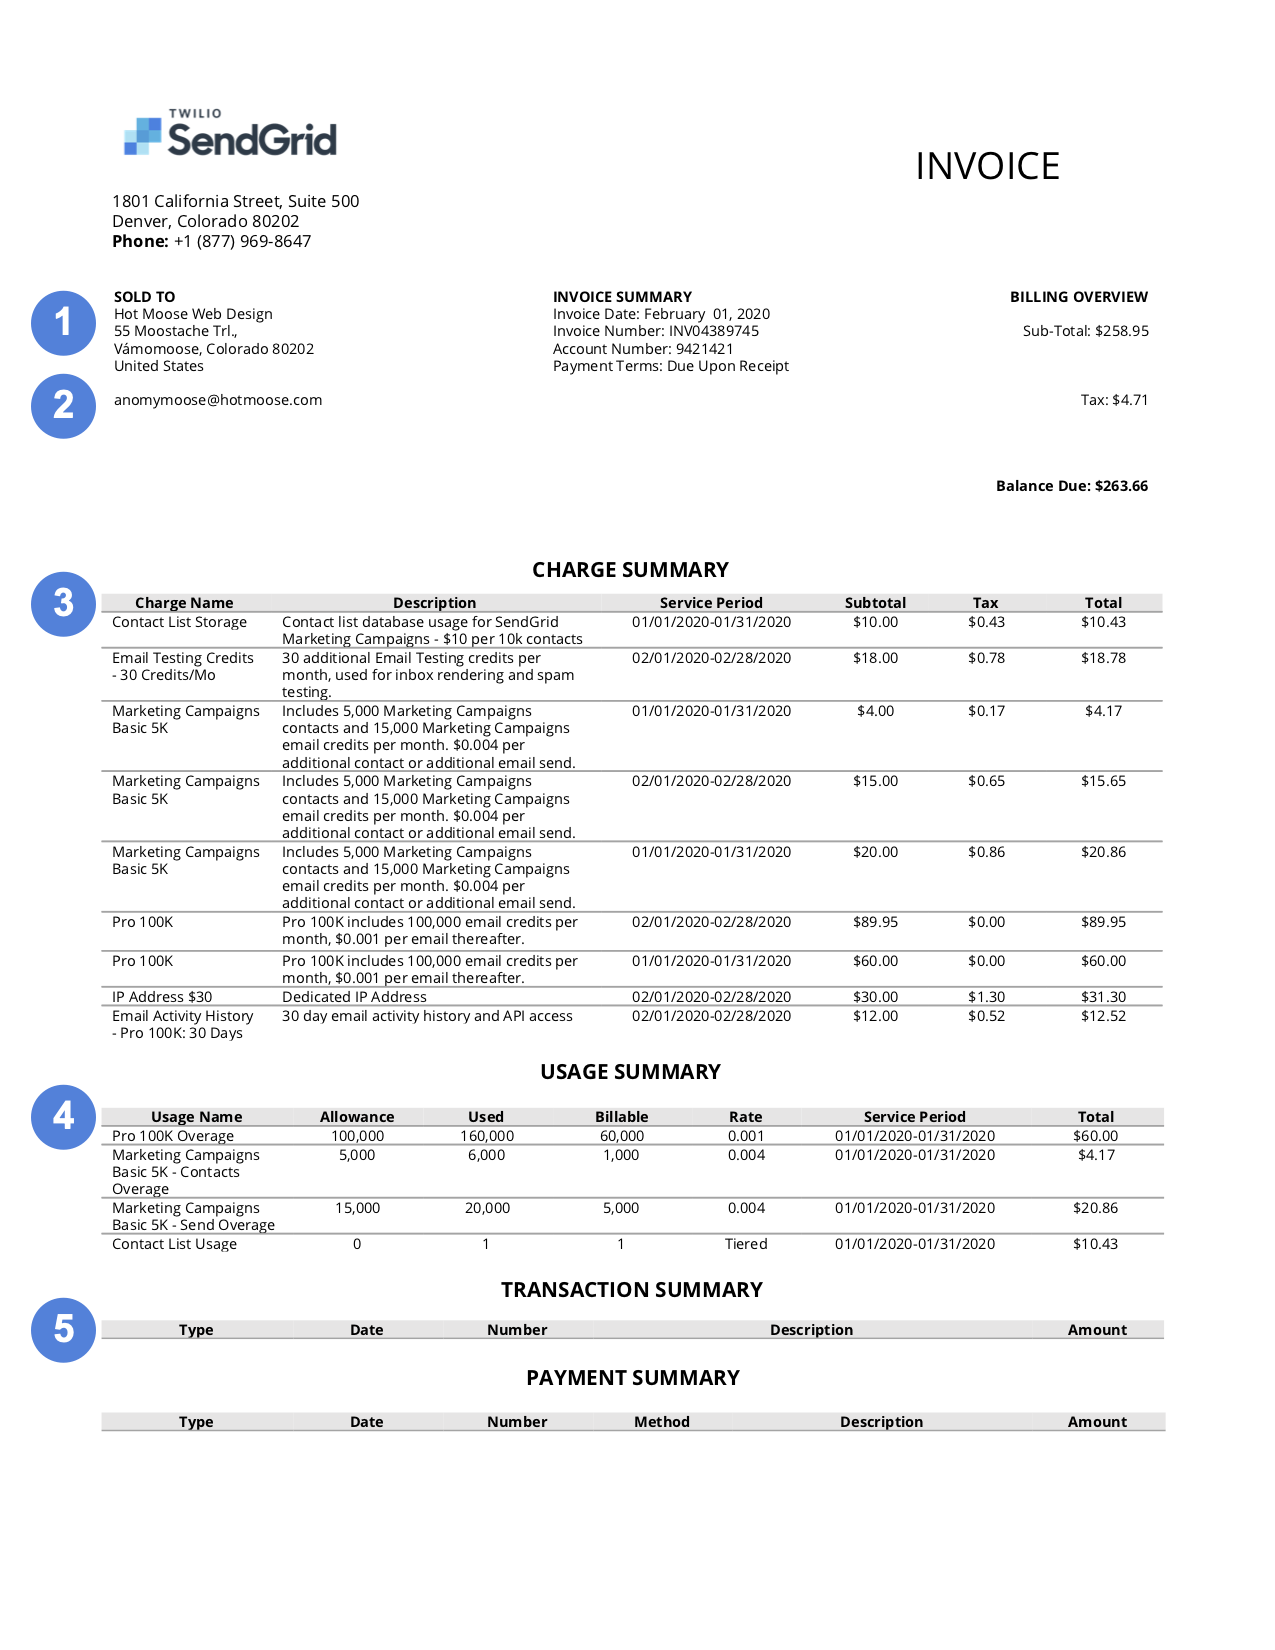 TWILIO
SendGrid
INVOICE
1801 California Street, Suite 500
Denver, Colorado 80202
Phone: +1 (877) 969-8647
1
SOLD TO
Hot Moose Web Design
55 Moostache Trl.,
Vámomoose, Colorado 80202
United States
2
anomymoose@hotmoose.com
INVOICE SUMMARY
Invoice Date: February 01, 2020
Invoice Number: INV04389745
Account Number: 9421421
Payment Terms: Due Upon Receipt
BILLING OVERVIEW
Sub-Total: $258.95
Tax: $4.71
Balance Due: $263.66
CHARGE SUMMARY
3
Charge Name Description Service Period Subtotal Tax Total
Contact List Storage Contact list database usage for SendGrid 01/01/2020-01/31/2020 $10.00 $0.43 $10.43
Marketing Campaigns - $10 per 10k contacts
Email Testing Credits 30 additional Email Testing credits per 02/01/2020-02/28/2020 $18.00 $0.78 $18.78
- 30 Credits/Mo month, used for inbox rendering and spam
testing.
Marketing Campaigns Includes 5,000 Marketing Campaigns 01/01/2020-01/31/2020 $4.00 $0.17 $4.17
Basic 5K contacts and 15,000 Marketing Campaigns
email credits per month. $0.004 per
additional contact or additional email send.
Marketing Campaigns Includes 5,000 Marketing Campaigns 02/01/2020-02/28/2020 $15.00 $0.65 $15.65
Basic 5K contacts and 15,000 Marketing Campaigns
email credits per month. $0.004 per
additional contact or additional email send.
Marketing Campaigns Includes 5,000 Marketing Campaigns 01/01/2020-01/31/2020 $20.00 $0.86 $20.86
Basic 5K contacts and 15,000 Marketing Campaigns
email credits per month. $0.004 per
additional contact or additional email send.
Pro 100K Pro 100K includes 100,000 email credits per 02/01/2020-02/28/2020 $89.95 $0.00 $89.95
month, $0.001 per email thereafter.
Pro 100K Pro 100K includes 100,000 email credits per 01/01/2020-01/31/2020 $60.00 $0.00 $60.00
month, $0.001 per email thereafter.
IP Address $30 Dedicated IP Address 02/01/2020-02/28/2020 $30.00 $1.30 $31.30
Email Activity History 30 day email activity history and API access 02/01/2020-02/28/2020 $12.00 $0.52 $12.52
- Pro 100K: 30 Days
USAGE SUMMARY
4
Usage Name Allowance Used Billable Rate Service Period Total
Pro 100K Overage 100,000 160,000 60,000 0.001 01/01/2020-01/31/2020 $60.00
Marketing Campaigns 5,000 6,000 1,000 0.004 01/01/2020-01/31/2020 $4.17
Basic 5K - Contacts
Overage
Marketing Campaigns 15,000 20,000 5,000 0.004 01/01/2020-01/31/2020 $20.86
Basic 5K - Send Overage
Contact List Usage 0 1 1 Tiered 01/01/2020-01/31/2020 $10.43
TRANSACTION SUMMARY
5
Type Date Number Description Amount
PAYMENT SUMMARY
Type Date Number Method Description Amount